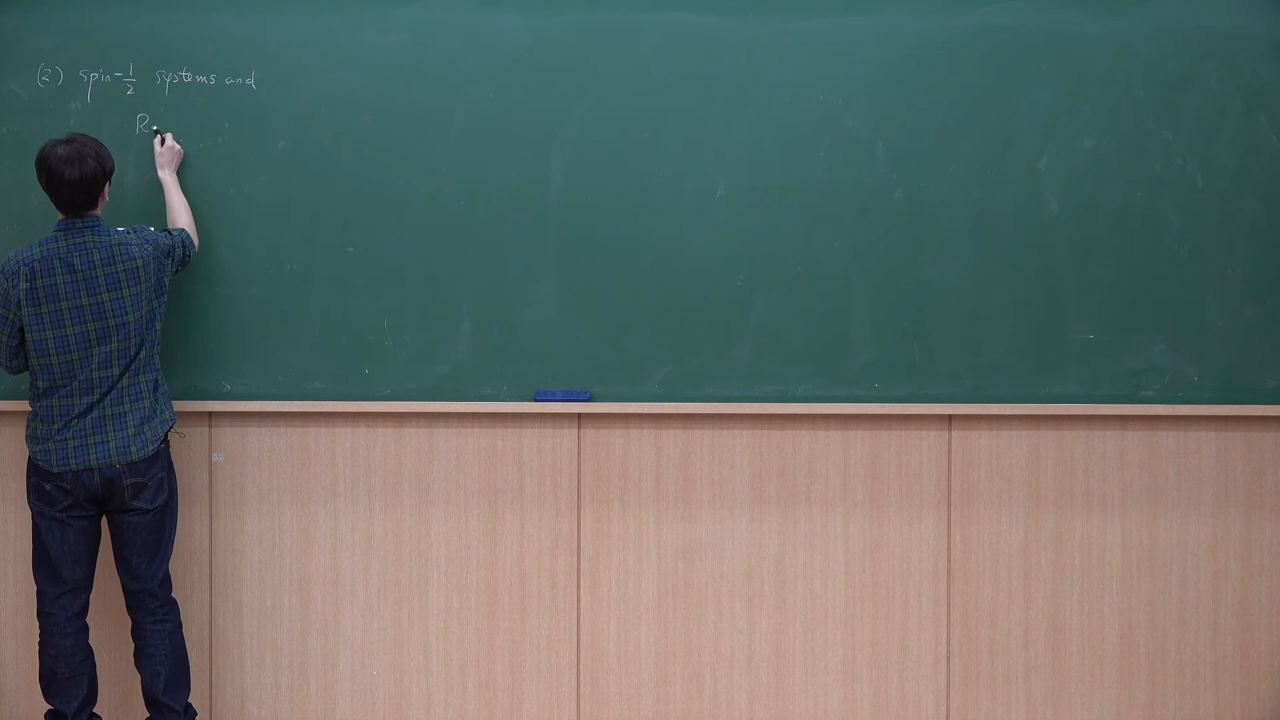 (2) Spin-1/2 systems and
R